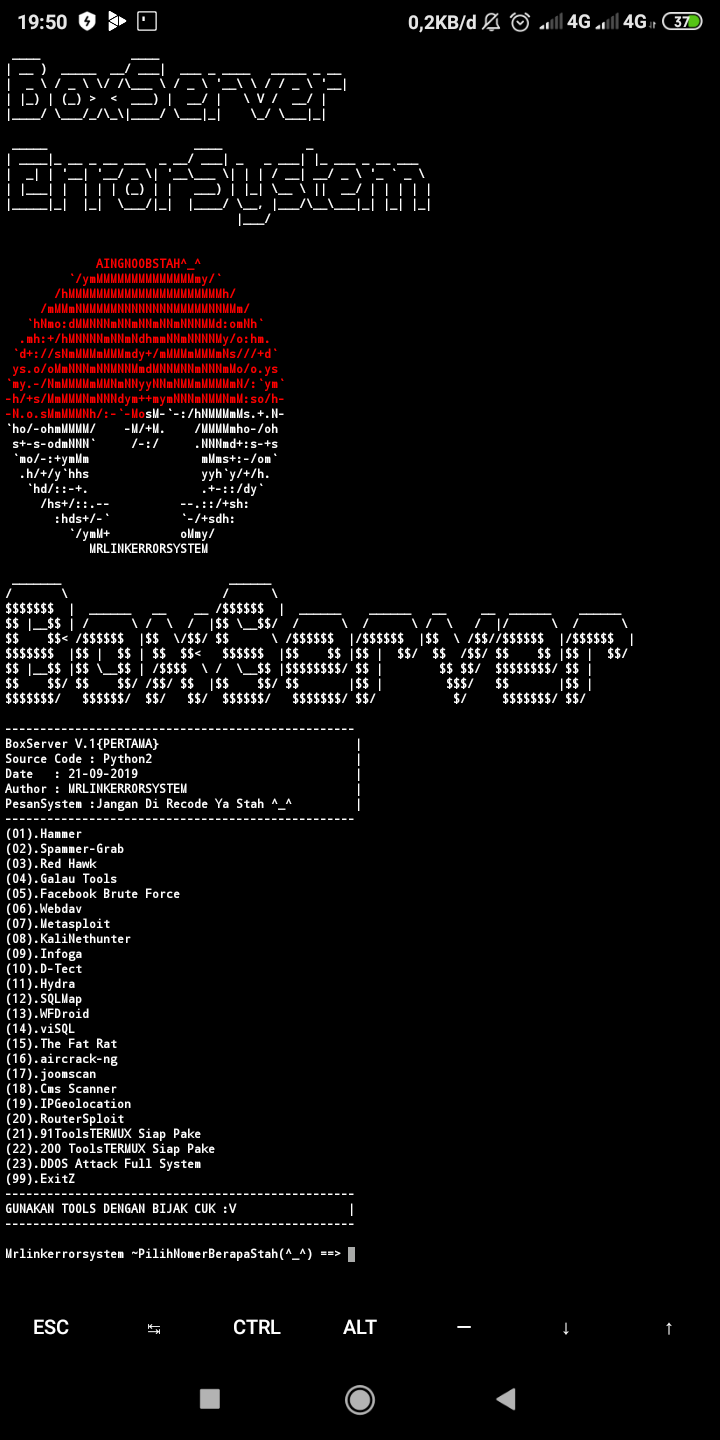 19:50 0,2KB/d 4G 4G 37
BoxServer
ErrorSystem
AINGNOOBSTAH^_^
MRLINKERRORSYSTEM
BoxServer
BoxServer V.1{PERTAMA}
Source Code : Python2
Date : 21-09-2019
Author : MRLINKERRORSYSTEM
PesanSystem :Jangan Di Recode Ya Stah ^_^
(01).Hammer
(02).Spammer-Grab
(03).Red Hawk
(04).Galau Tools
(05).Facebook Brute Force
(06).Webdav
(07).Metasploit
(08).KaliNethunter
(09).Infoga
(10).D-Tect
(11).Hydra
(12).SQLMap
(13).WFDroid
(14).viSQL
(15).The Fat Rat
(16).aircrack-ng
(17).joomscan
(18).Cms Scanner
(19).IPGeolocation
(20).RouterSploit
(21).91ToolsTERMUX Siap Pake
(22).200 ToolsTERMUX Siap Pake
(23).DDOS Attack Full System
(99).ExitZ
GUNAKAN TOOLS DENGAN BIJAK CUK :V
Mrlinkerrorsystem ~PilihNomerBerapaStah(^_^) ==>
ESC ↹ CTRL ALT — ↓ ↑